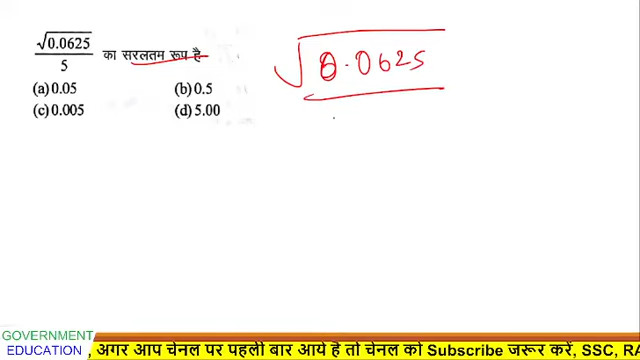 √0.0625 / 5 का सरलतम रूप है
(a) 0.05 (b) 0.5
(c) 0.005 (d) 5.00
√0.0625
GOVERNMENT
EDUCATION
, अगर आप चेनल पर पहली बार आये है तो चेनल को Subscribe जरूर करें, SSC, RA